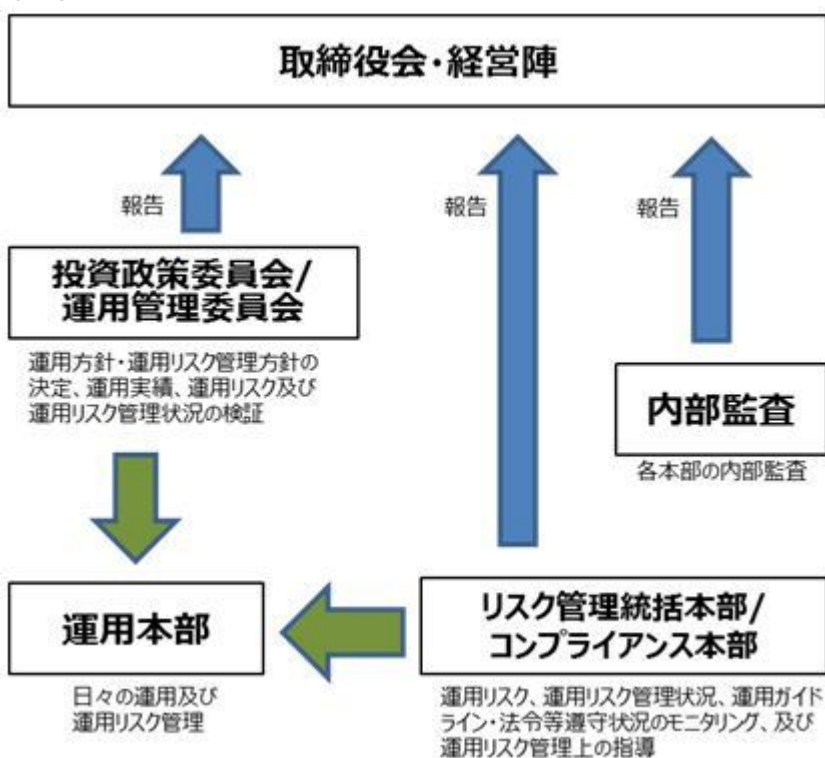 取締役会・経営陣
報告
報告
報告
投資政策委員会/
運用管理委員会
運用方針・運用リスク管理方針の
決定、運用実績、運用リスク及び
運用リスク管理状況の検証
内部監査
各本部の内部監査
運用本部
日々の運用及び
運用リスク管理
リスク管理統括本部/
コンプライアンス本部
運用リスク、運用リスク管理状況、運用ガイド
ライン・法令等遵守状況のモニタリング、及び
運用リスク管理上の指導